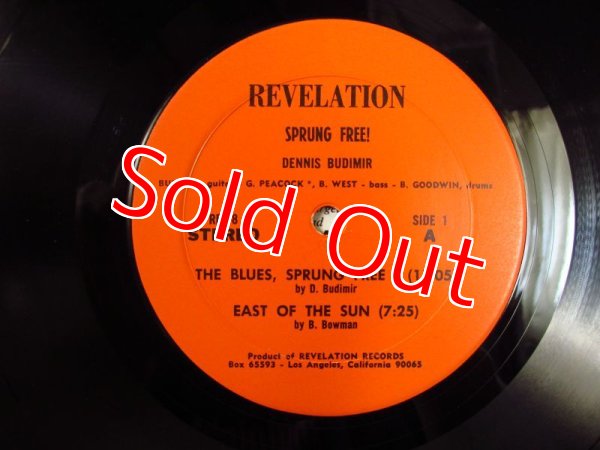 REVELATION
SPRUNG FREE!
DENNIS BUDIMIR
G. PEACOCK *, B. WEST - bass - B. GOODWIN, drums
SIDE 1
STEREO A
Sold Out
THE BLUES, SPRUNG FREE
by D. Budimir
EAST OF THE SUN (7:25)
by B. Bowman
Product of REVELATION RECORDS
Box 65593 - Los Angeles, California 90065